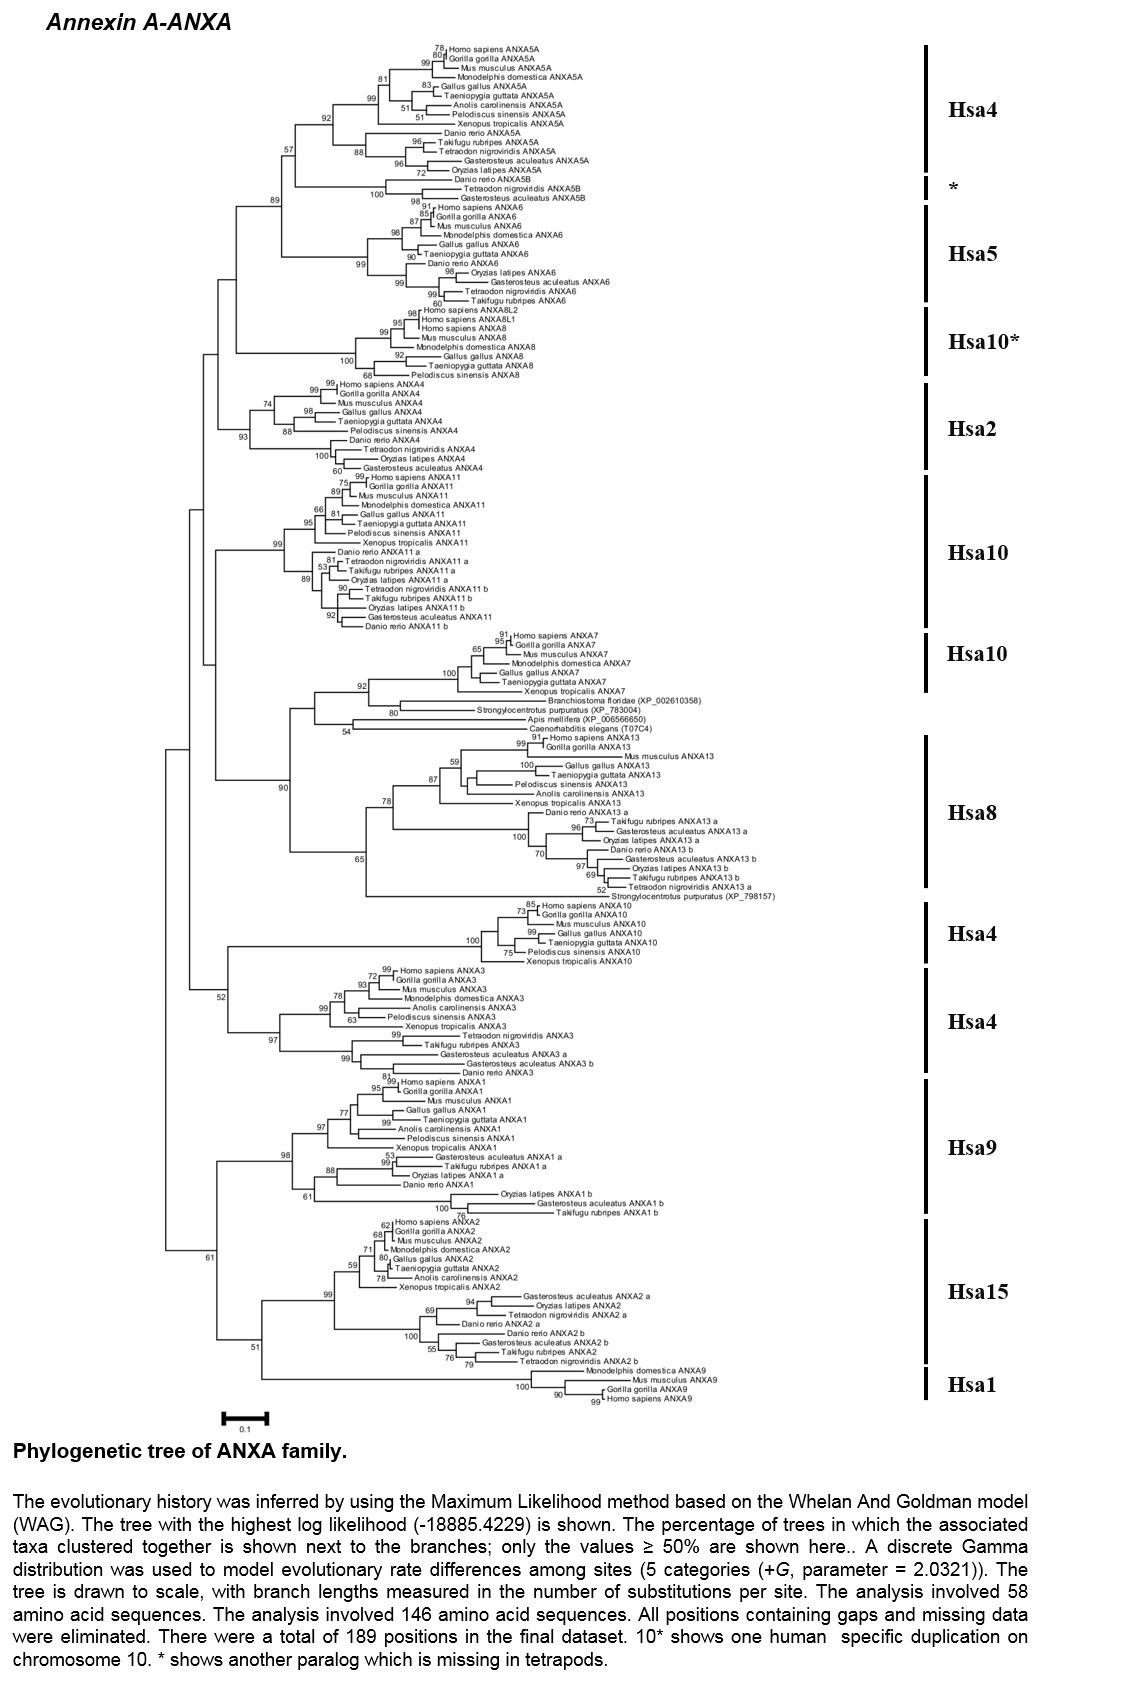 Annexin A-ANXA
78
Homo sapiens ANXA5A
80
Gorilla gorilla ANXA5A
99
Mus musculus ANXA5A
Monodelphis domestica ANXA5A
81
83
Gallus gallus ANXA5A
Taeniopygia guttata ANXA5A
99
51
Anolis carolinensis ANXA5A
51
Pelodiscus sinensis ANXA5A
Hsa4
92
Xenopus tropicalis ANXA5A
Danio rerio ANXA5A
96
Takifugu rubripes ANXA5A
88
Tetraodon nigroviridis ANXA5A
57
96
Gasterosteus aculeatus ANXA5A
72
Oryzias latipes ANXA5A
Danio rerio ANXA5B
100
Tetraodon nigroviridis ANXA5B
*
98
Gasterosteus aculeatus ANXA5B
89
91
Homo sapiens ANXA6
85
Gorilla gorilla ANXA6
87
Mus musculus ANXA6
98
Monodelphis domestica ANXA6
Gallus gallus ANXA6
90
Taeniopygia guttata ANXA6
Hsa5
99
Danio rerio ANXA6
98
Oryzias latipes ANXA6
99
Gasterosteus aculeatus ANXA6
99
Tetraodon nigroviridis ANXA6
60
Takifugu rubripes ANXA6
98
Homo sapiens ANXA8L2
95
Homo sapiens ANXA8L1
99
Homo sapiens ANXA8
Mus musculus ANXA8
Hsa10*
Monodelphis domestica ANXA8
100
92
Gallus gallus ANXA8
Taeniopygia guttata ANXA8
68
Pelodiscus sinensis ANXA8
99
Homo sapiens ANXA4
99
Gorilla gorilla ANXA4
74
Mus musculus ANXA4
98
Gallus gallus ANXA4
Taeniopygia guttata ANXA4
88
Pelodiscus sinensis ANXA4
Hsa2
93
Danio rerio ANXA4
100
Tetraodon nigroviridis ANXA4
Oryzias latipes ANXA4
60
Gasterosteus aculeatus ANXA4
99
Homo sapiens ANXA11
75
Gorilla gorilla ANXA11
89
Mus musculus ANXA11
Monodelphis domestica ANXA11
66
81
Gallus gallus ANXA11
95
Taeniopygia guttata ANXA11
Pelodiscus sinensis ANXA11
99
Xenopus tropicalis ANXA11
Danio rerio ANXA11 a
Hsa10
81
Tetraodon nigroviridis ANXA11 a
53
Takifugu rubripes ANXA11 a
89
Oryzias latipes ANXA11 a
90
Tetraodon nigroviridis ANXA11 b
Takifugu rubripes ANXA11 b
Oryzias latipes ANXA11 b
92
Gasterosteus aculeatus ANXA11
Danio rerio ANXA11 b
91
Homo sapiens ANXA7
95
Gorilla gorilla ANXA7
65
Mus musculus ANXA7
Hsa10
Monodelphis domestica ANXA7
100
Gallus gallus ANXA7
Taeniopygia guttata ANXA7
92
Xenopus tropicalis ANXA7
Branchiostoma floridae (XP_002610358)
80
Strongylocentrotus purpuratus (XP_783004)
Apis mellifera (XP_006566650)
54
Caenorhabditis elegans (T07C4)
91
Homo sapiens ANXA13
99
Gorilla gorilla ANXA13
Mus musculus ANXA13
59
100
Gallus gallus ANXA13
Taeniopygia guttata ANXA13
87
Pelodiscus sinensis ANXA13
90
Anolis carolinensis ANXA13
78
Xenopus tropicalis ANXA13
Danio rerio ANXA13 a
Hsa8
73
Takifugu rubripes ANXA13 a
96
Gasterosteus aculeatus ANXA13 a
100
Oryzias latipes ANXA13 a
70
Danio rerio ANXA13 b
65
Gasterosteus aculeatus ANXA13 b
97
Oryzias latipes ANXA13 b
69
Takifugu rubripes ANXA13 b
52
Tetraodon nigroviridis ANXA13 a
Strongylocentrotus purpuratus (XP_798157)
85
Homo sapiens ANXA10
73
Gorilla gorilla ANXA10
Mus musculus ANXA10
99
Gallus gallus ANXA10
Hsa4
100
Taeniopygia guttata ANXA10
75
Pelodiscus sinensis ANXA10
Xenopus tropicalis ANXA10
99
Homo sapiens ANXA3
72
Gorilla gorilla ANXA3
93
Mus musculus ANXA3
52
78
Monodelphis domestica ANXA3
99
Anolis carolinensis ANXA3
63
Pelodiscus sinensis ANXA3
Hsa4
Xenopus tropicalis ANXA3
97
99
Tetraodon nigroviridis ANXA3
Takifugu rubripes ANXA3
99
Gasterosteus aculeatus ANXA3 a
Gasterosteus aculeatus ANXA3 b
81
Danio rerio ANXA3
99
Homo sapiens ANXA1
95
Gorilla gorilla ANXA1
Mus musculus ANXA1
77
Gallus gallus ANXA1
99
Taeniopygia guttata ANXA1
97
Anolis carolinensis ANXA1
Pelodiscus sinensis ANXA1
Xenopus tropicalis ANXA1
Hsa9
98
53
Gasterosteus aculeatus ANXA1 a
99
Takifugu rubripes ANXA1 a
88
Oryzias latipes ANXA1 a
Danio rerio ANXA1
61
Oryzias latipes ANXA1 b
100
Gasterosteus aculeatus ANXA1 b
76
Takifugu rubripes ANXA1 b
62
Homo sapiens ANXA2
68
Gorilla gorilla ANXA2
Mus musculus ANXA2
71
Monodelphis domestica ANXA2
61
80
Gallus gallus ANXA2
59
Taeniopygia guttata ANXA2
78
Anolis carolinensis ANXA2
Xenopus tropicalis ANXA2
Hsa15
99
Gasterosteus aculeatus ANXA2 a
94
Oryzias latipes ANXA2
69
Tetraodon nigroviridis ANXA2 a
Danio rerio ANXA2 a
100
Danio rerio ANXA2 b
51
55
Gasterosteus aculeatus ANXA2 b
76
Takifugu rubripes ANXA2
79
Tetraodon nigroviridis ANXA2 b
Monodelphis domestica ANXA9
100
Mus musculus ANXA9
Hsa1
90
Gorilla gorilla ANXA9
99
Homo sapiens ANXA9
0.1
Phylogenetic tree of ANXA family.
The evolutionary history was inferred by using the Maximum Likelihood method based on the Whelan And Goldman model
(WAG). The tree with the highest log likelihood (-18885.4229) is shown. The percentage of trees in which the associated
taxa clustered together is shown next to the branches; only the values ≥ 50% are shown here.. A discrete Gamma
distribution was used to model evolutionary rate differences among sites (5 categories (+G, parameter = 2.0321)). The
tree is drawn to scale, with branch lengths measured in the number of substitutions per site. The analysis involved 58
amino acid sequences. The analysis involved 146 amino acid sequences. All positions containing gaps and missing data
were eliminated. There were a total of 189 positions in the final dataset. 10* shows one human specific duplication on
chromosome 10. * shows another paralog which is missing in tetrapods.